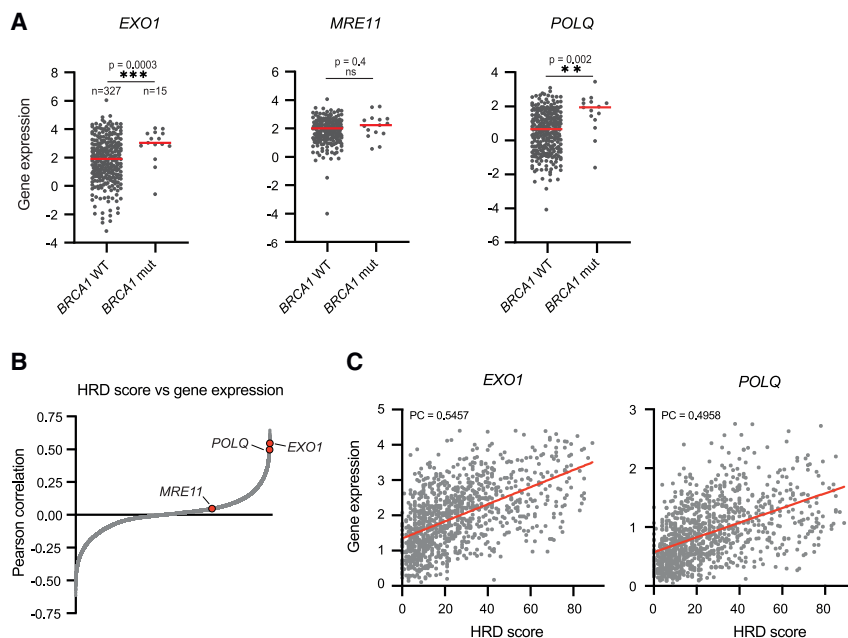 A
EXO1
MRE11
POLQ
Gene expression
p = 0.0003
***
n=327
n=15
8
6
4
2
0
-2
-4
BRCA1 WT
BRCA1 mut
p = 0.4
ns
6
4
2
0
-2
-4
-6
BRCA1 WT
BRCA1 mut
p = 0.002
**
4
2
0
-2
-4
-6
BRCA1 WT
BRCA1 mut
B
HRD score vs gene expression
Pearson correlation
0.75
0.50
0.25
0.00
-0.25
-0.50
-0.75
POLQ
EXO1
MRE11
C
EXO1
PC = 0.5457
Gene expression
5
4
3
2
1
0
0 20 40 60 80
HRD score
POLQ
PC = 0.4958
3
2
1
0
0 20 40 60 80
HRD score